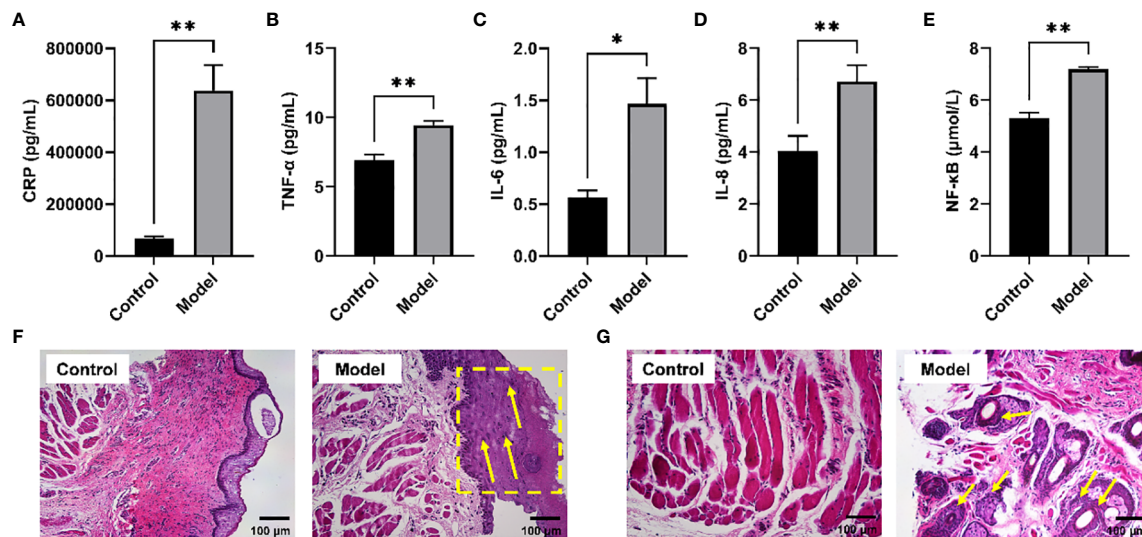 A
CRP (pg/mL)
800000
600000
400000
200000
0
**
Control
Model
B
TNF-α (pg/mL)
15
10
5
0
**
Control
Model
C
IL-6 (pg/mL)
2.0
1.5
1.0
0.5
0.0
*
Control
Model
D
IL-8 (pg/mL)
8
6
4
2
0
**
Control
Model
E
NF-κB (μmol/L)
8
6
4
2
0
**
Control
Model
F
Control
100 μm
Model
100 μm
G
Control
100 μm
Model
100 μm